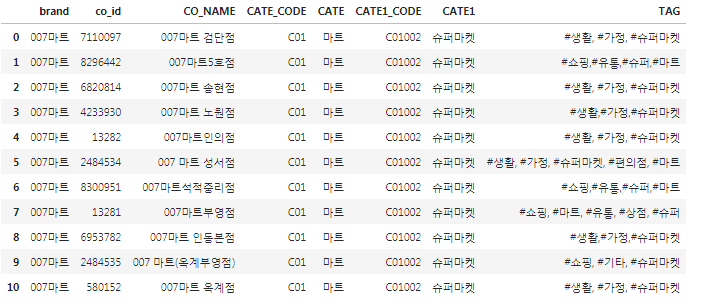 brand co_id CO_NAME CATE_CODE CATE CATE1_CODE CATE1 TAG
0 007마트 7110097 007마트 검단점 C01 마트 C01002 슈퍼마켓 #생활, #가정, #슈퍼마켓
1 007마트 8296442 007마트5호점 C01 마트 C01002 슈퍼마켓 #쇼핑,#유통,#슈퍼,#마트
2 007마트 6820814 007마트 송현점 C01 마트 C01002 슈퍼마켓 #생활, #가정, #슈퍼마켓
3 007마트 4233930 007마트 노원점 C01 마트 C01002 슈퍼마켓 #생활,#가정,#슈퍼마켓
4 007마트 13282 007마트인의점 C01 마트 C01002 슈퍼마켓 #생활, #가정, #슈퍼마켓
5 007마트 2484534 007 마트 성서점 C01 마트 C01002 슈퍼마켓 #생활, #가정, #슈퍼마켓, #편의점, #마트
6 007마트 8300951 007마트석적중리점 C01 마트 C01002 슈퍼마켓 #쇼핑,#유통,#슈퍼,#마트
7 007마트 13281 007마트부영점 C01 마트 C01002 슈퍼마켓 #쇼핑, #마트, #유통, #상점, #슈퍼
8 007마트 6953782 007마트 인동본점 C01 마트 C01002 슈퍼마켓 #생활,#가정,#슈퍼마켓
9 007마트 2484535 007 마트(옥계부영점) C01 마트 C01002 슈퍼마켓 #쇼핑, #기타, #슈퍼마켓
10 007마트 580152 007마트 옥계점 C01 마트 C01002 슈퍼마켓 #생활, #가정, #슈퍼마켓